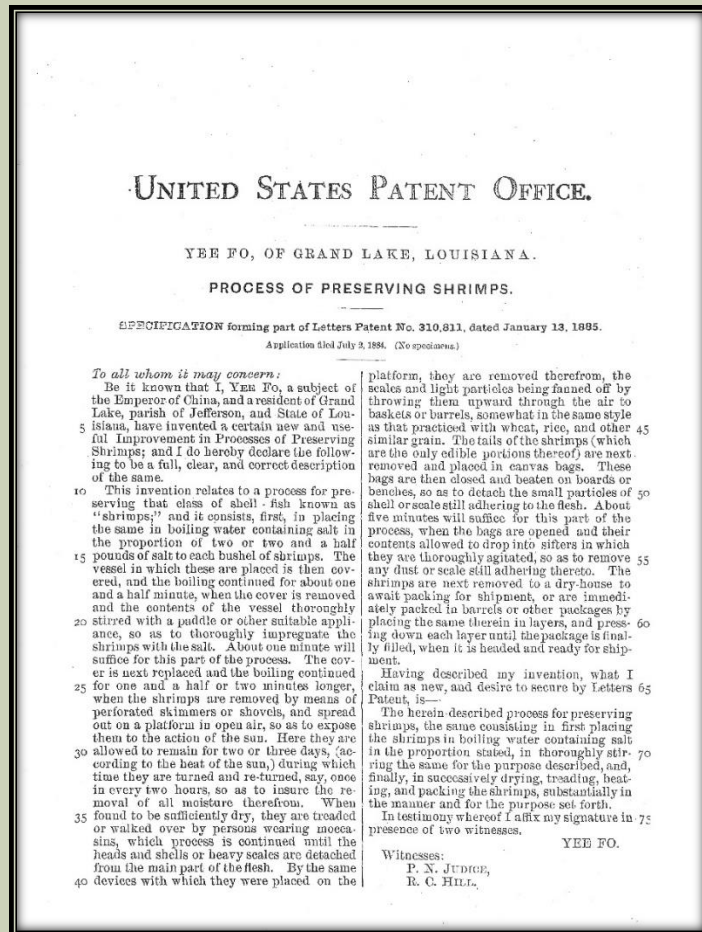 UNITED STATES PATENT OFFICE.
YEE FO, OF GRAND LAKE, LOUISIANA.
PROCESS OF PRESERVING SHRIMPS.
SPECIFICATION forming part of Letters Patent No. 310,811, dated January 13, 1885.
Application filed July 9, 1884. (No specimens.)
To all whom it may concern:
Be it known that I, YEE FO, a subject of
the Emperor of China, and a resident of Grand
Lake, parish of Jefferson, and State of Lou-
5 isiana, have invented a certain new and use-
ful Improvement in Processes of Preserving
Shrimps; and I do hereby declare the follow-
ing to be a full, clear, and correct description
of the same.
10 This invention relates to a process for pre-
serving that class of shell-fish known as
"shrimps;" and it consists, first, in placing
the same in boiling water containing salt in
the proportion of two or two and a half
15 pounds of salt to each bushel of shrimps. The
vessel in which these are placed is then cov-
ered, and the boiling continued for about one
and a half minute, when the cover is removed
and the contents of the vessel thoroughly
20 stirred with a paddle or other suitable appli-
ance, so as to thoroughly impregnate the
shrimps with the salt. About one minute will
suffice for this part of the process. The cov-
er is next replaced and the boiling continued
25 for one and a half or two minutes longer,
when the shrimps are removed by means of
perforated skimmers or shovels, and spread
out on a platform in open air, so as to expose
them to the action of the sun. Here they are
30 allowed to remain for two or three days, (ac-
cording to the heat of the sun,) during which
time they are turned and re-turned, say, once
in every two hours, so as to insure the re-
moval of all moisture therefrom. When
35 found to be sufficiently dry, they are treaded
or walked over by persons wearing mocca-
sins, which process is continued until the
heads and shells or heavy scales are detached
from the main part of the flesh. By the same
40 devices with which they were placed on the
platform, they are removed therefrom, the
scales and light particles being fanned off by
throwing them upward through the air to
baskets or barrels, somewhat in the same style
as that practiced with wheat, rice, and other 45
similar grain. The tails of the shrimps (which
are the only edible portions thereof) are next
removed and placed in canvas bags. These
bags are then closed and beaten on boards or
benches, so as to detach the small particles of 50
shell or scale still adhering to the flesh. About
five minutes will suffice for this part of the
process, when the bags are opened and their
contents allowed to drop into sifters in which
they are thoroughly agitated, so as to remove 55
any dust or scale still adhering thereto. The
shrimps are next removed to a dry-house to
await packing for shipment, or are immedi-
ately packed in barrels or other packages by
placing the same therein in layers, and press- 60
ing down each layer until the package is final-
ly filled, when it is headed and ready for ship-
ment.
Having described my invention, what I
claim as new, and desire to secure by Letters 65
Patent, is—
The herein-described process for preserving
shrimps, the same consisting in first placing
the shrimps in boiling water containing salt
in the proportion stated, in thoroughly stir- 70
ring the same for the purpose described, and,
finally, in successively drying, treading, beat-
ing, and packing the shrimps, substantially in
the manner and for the purpose set forth.
In testimony whereof I affix my signature in 75
presence of two witnesses.
YEE FO.
Witnesses:
P. N. JUDICE,
R. C. HILL.